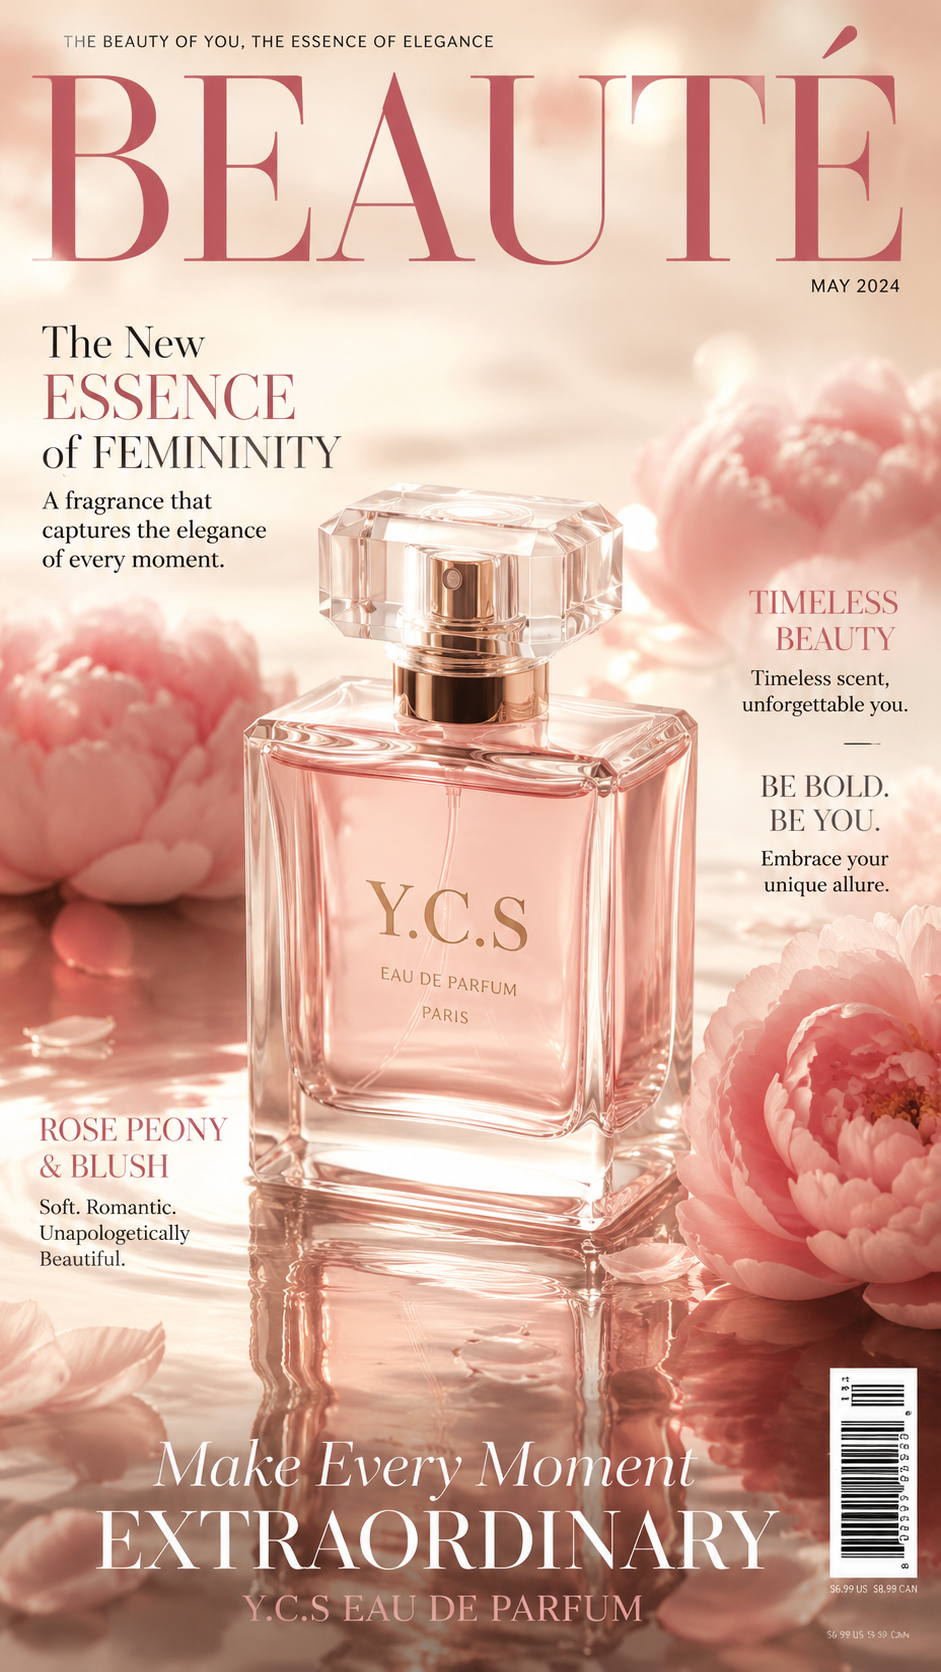 THE BEAUTY OF YOU, THE ESSENCE OF ELEGANCE
BEAUTÉ
MAY 2024
The New
ESSENCE
of FEMININITY
A fragrance that
captures the elegance
of every moment.
TIMELESS
BEAUTY
Timeless scent,
unforgettable you.
BE BOLD.
BE YOU.
Embrace your
unique allure.
Y.C.S
EAU DE PARFUM
PARIS
ROSE PEONY
& BLUSH
Soft. Romantic.
Unapologetically
Beautiful.
Make Every Moment
EXTRAORDINARY
Y.C.S EAU DE PARFUM
$6.99 US $8.99 CAN